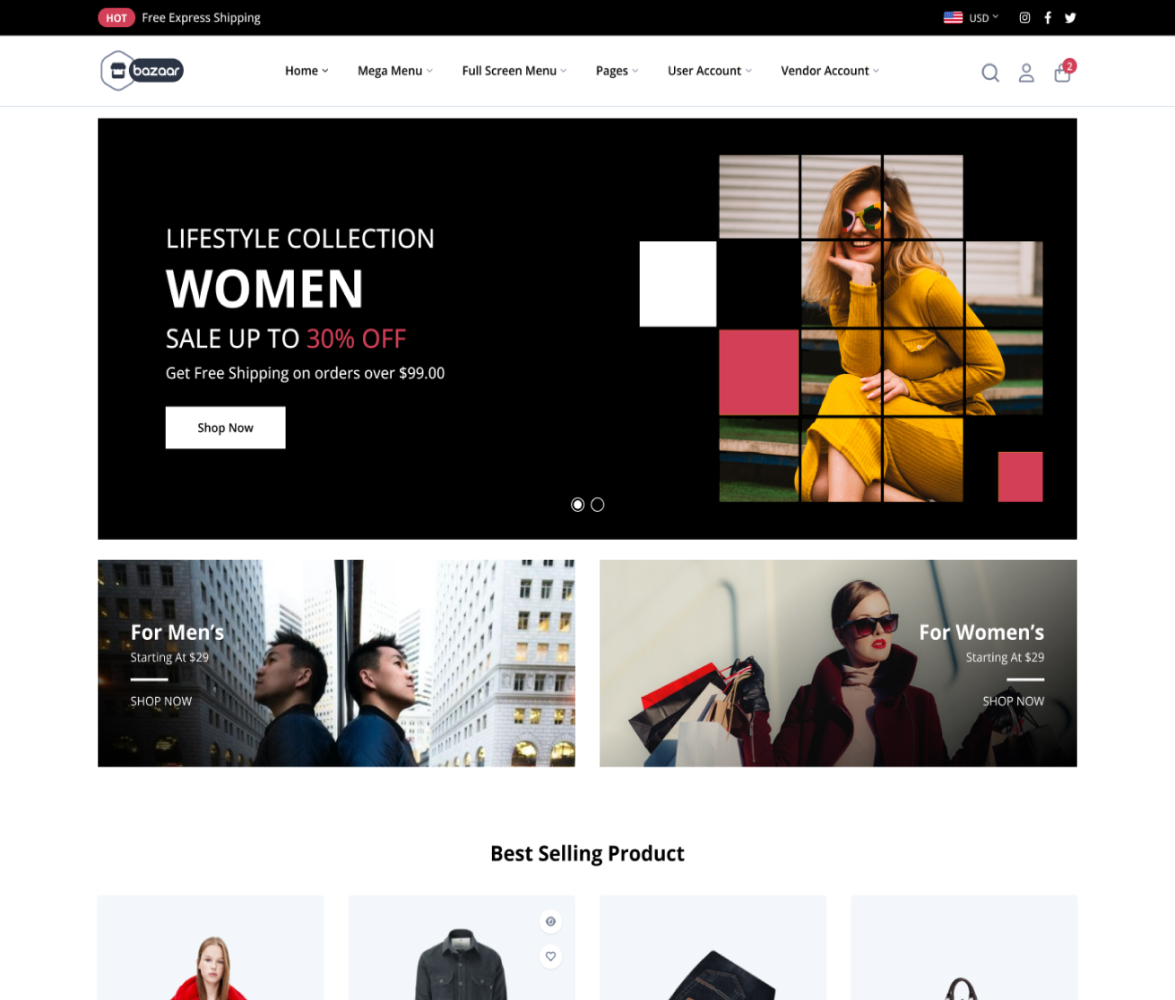 HOT Free Express Shipping USD
bazaar Home Mega Menu Full Screen Menu Pages User Account Vendor Account 2
LIFESTYLE COLLECTION
WOMEN
SALE UP TO 30% OFF
Get Free Shipping on orders over $99.00
Shop Now
For Men's
Starting At $29
SHOP NOW
For Women's
Starting At $29
SHOP NOW
Best Selling Product